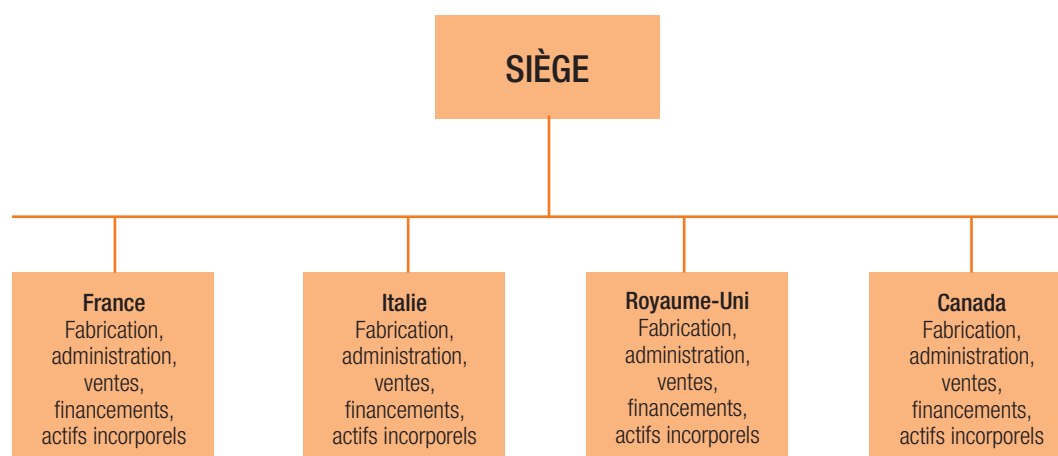 SIÈGE
France
Fabrication,
administration,
ventes,
financements,
actifs incorporels
Italie
Fabrication,
administration,
ventes,
financements,
actifs incorporels
Royaume-Uni
Fabrication,
administration,
ventes,
financements,
actifs incorporels
Canada
Fabrication,
administration,
ventes,
financements,
actifs incorporels